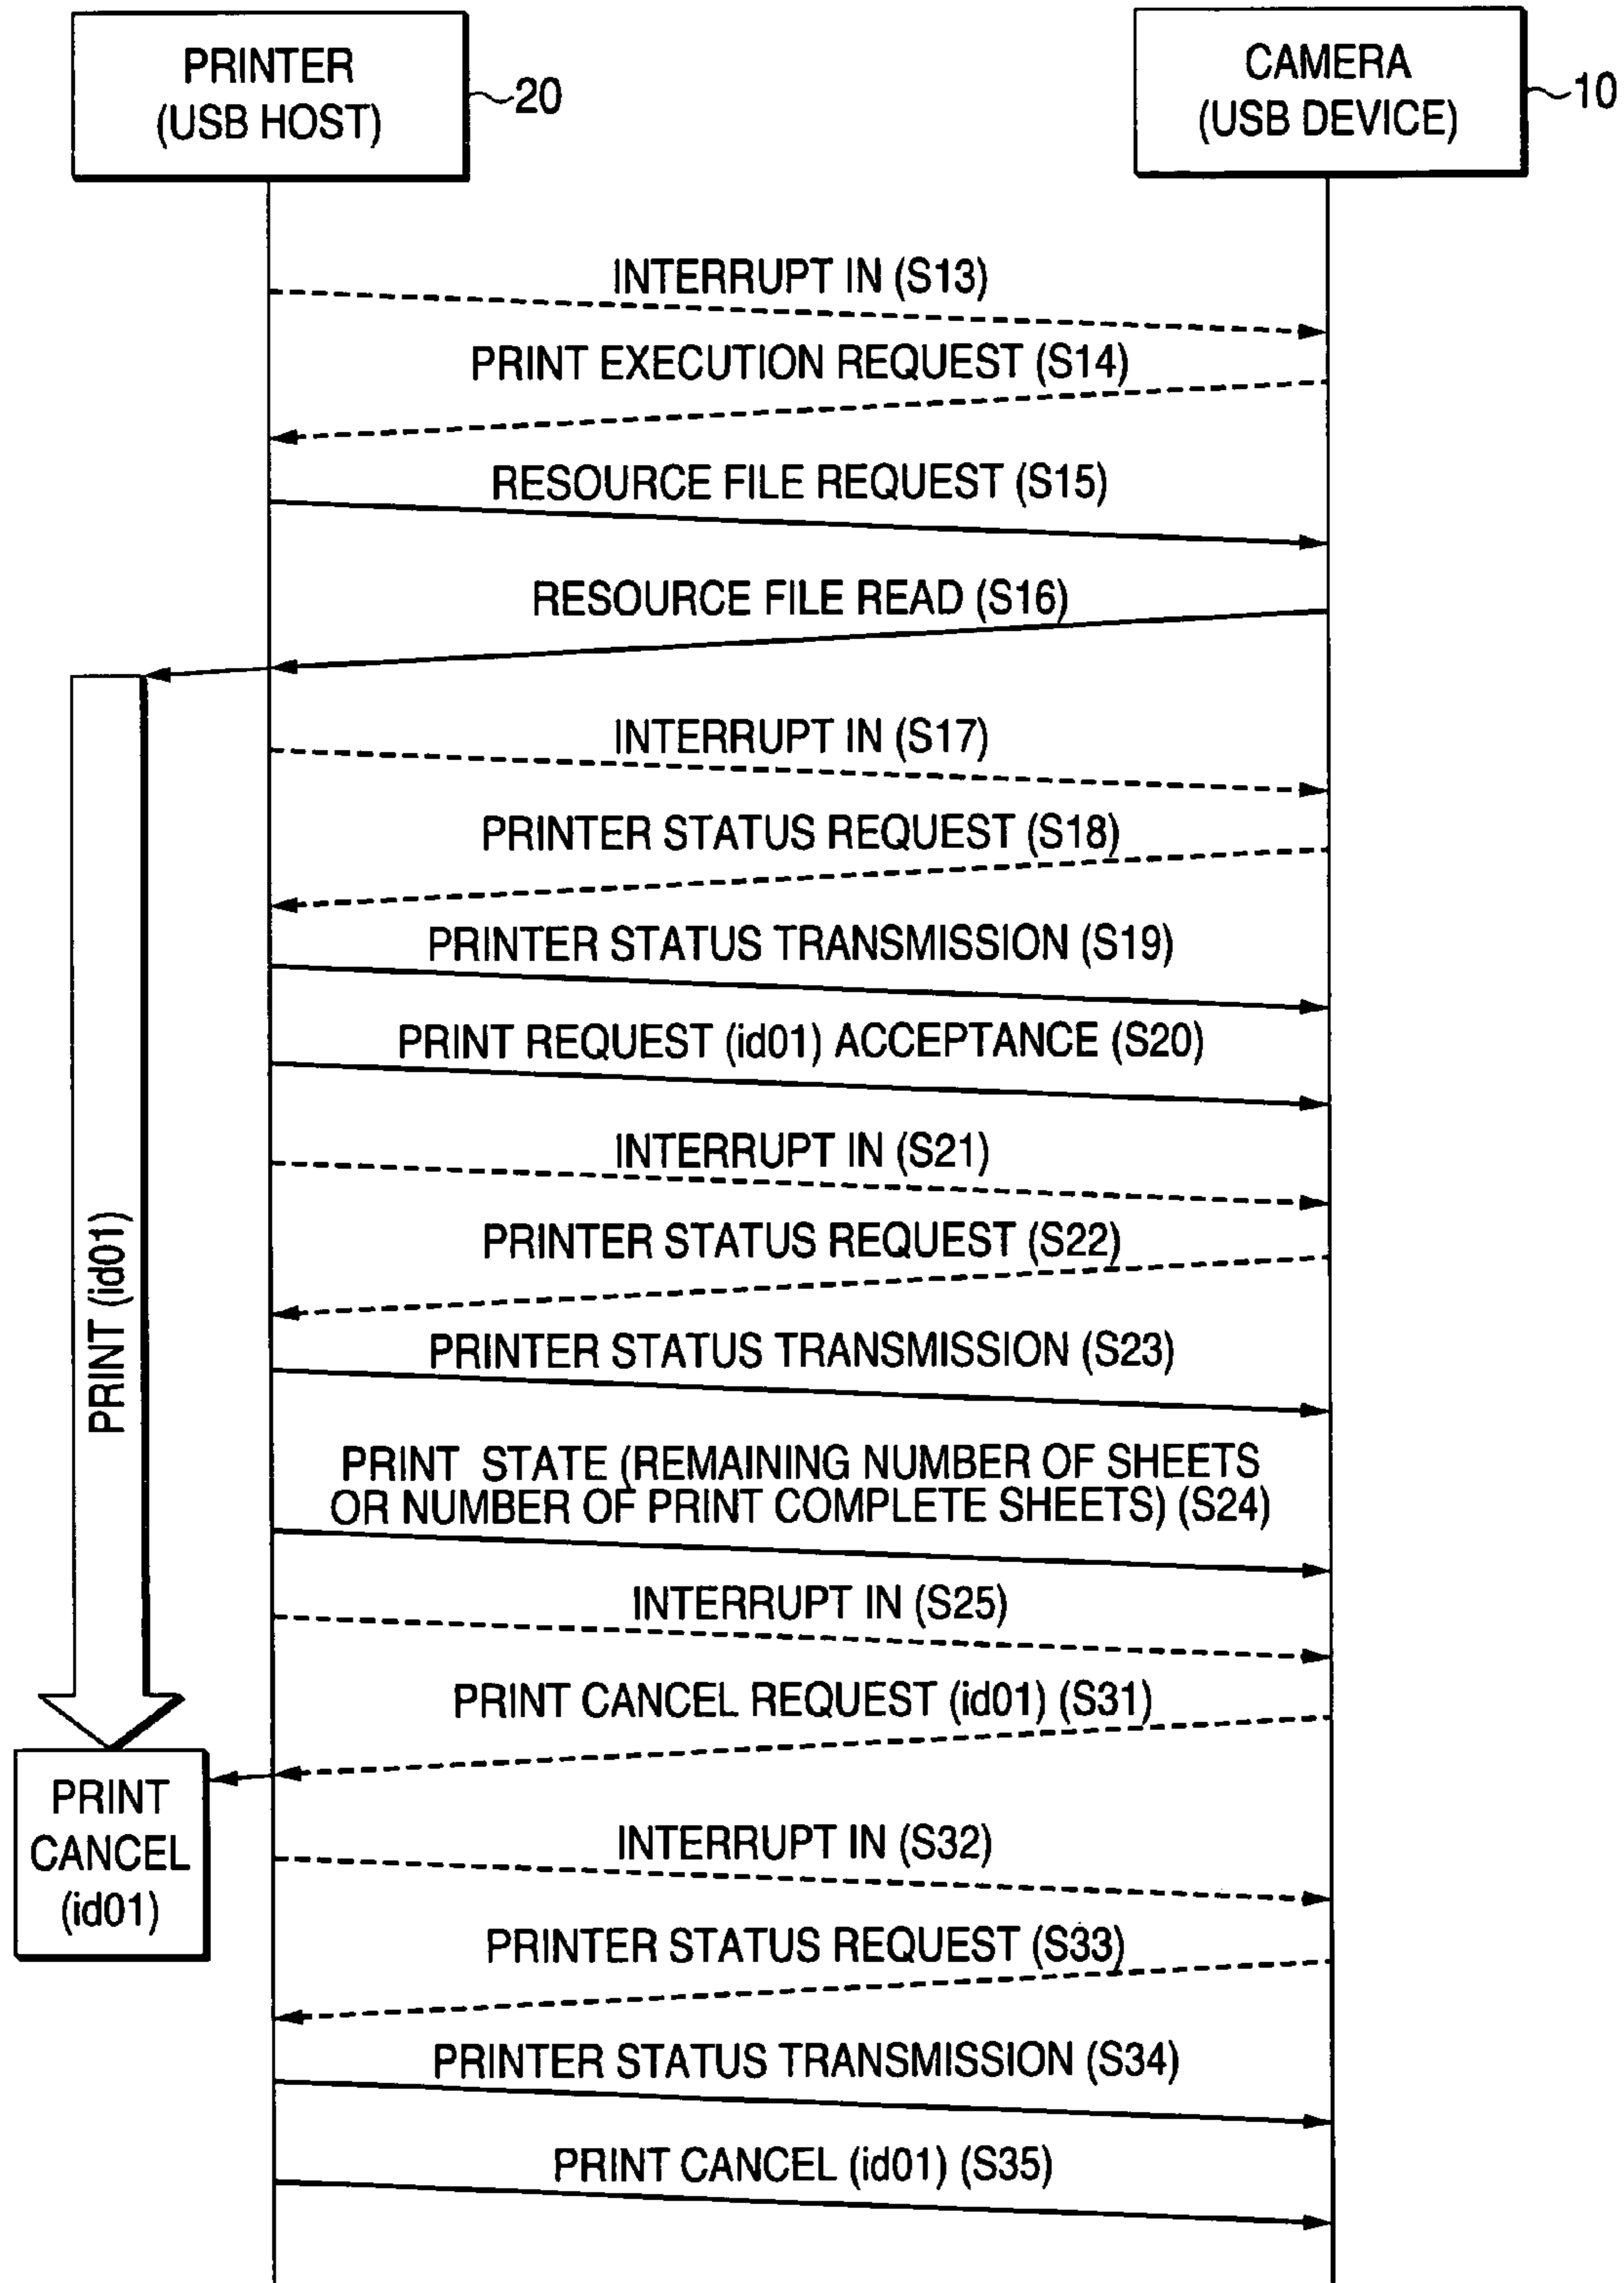 PRINTER
(USB HOST)
20
CAMERA
(USB DEVICE)
10
INTERRUPT IN (S13)
PRINT EXECUTION REQUEST (S14)
RESOURCE FILE REQUEST (S15)
RESOURCE FILE READ (S16)
INTERRUPT IN (S17)
PRINTER STATUS REQUEST (S18)
PRINTER STATUS TRANSMISSION (S19)
PRINT REQUEST (id01) ACCEPTANCE (S20)
INTERRUPT IN (S21)
PRINT (id01)
PRINTER STATUS REQUEST (S22)
PRINTER STATUS TRANSMISSION (S23)
PRINT STATE (REMAINING NUMBER OF SHEETS
OR NUMBER OF PRINT COMPLETE SHEETS) (S24)
INTERRUPT IN (S25)
PRINT CANCEL REQUEST (id01) (S31)
PRINT
CANCEL
(id01)
INTERRUPT IN (S32)
PRINTER STATUS REQUEST (S33)
PRINTER STATUS TRANSMISSION (S34)
PRINT CANCEL (id01) (S35)